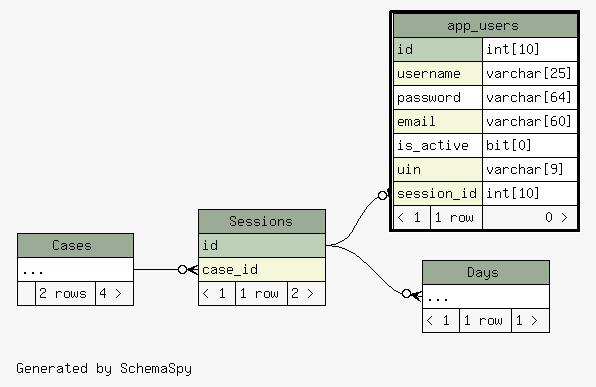 app_users
id int[10]
username varchar[25]
password varchar[64]
email varchar[60]
is_active bit[0]
uin varchar[9]
session_id int[10]
< 1 1 row 0 >
Sessions
id
case_id
< 1 1 row 2 >
Cases
...
2 rows 4 >
Days
...
< 1 1 row 1 >
Generated by SchemaSpy